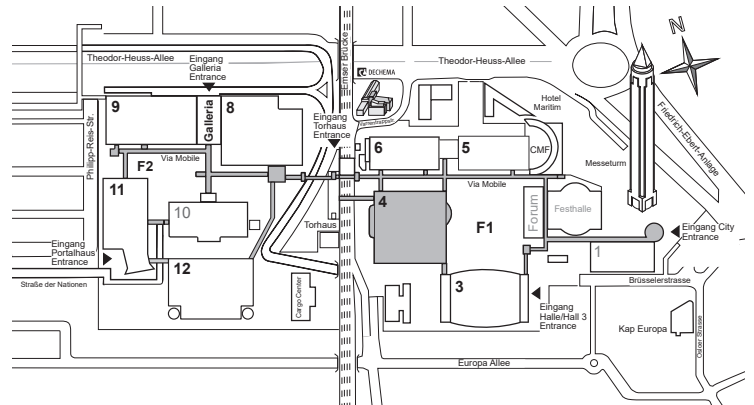 N
Theodor-Heuss-Allee
Eingang
Galleria
Entrance
Emser Brücke
DECHEMA
Theodor-Heuss-Allee
Hotel
Maritim
Friedrich-Ebert-Anlage
Philipp-Reis-Str.
9
Galleria
8
Eingang
Torhaus
Entrance
6
5
CMF
Messeturm
F2
Via Mobile
11
10
4
Via Mobile
Forum
Festhalle
F1
Torhaus
Eingang City
Entrance
1
Eingang
Portalhaus
Entrance
12
Straße der Nationen
Cargo Center
3
Brüsselerstrasse
Eingang
Halle/Hall 3
Entrance
Kap Europa
Osloer Strasse
Europa Allee